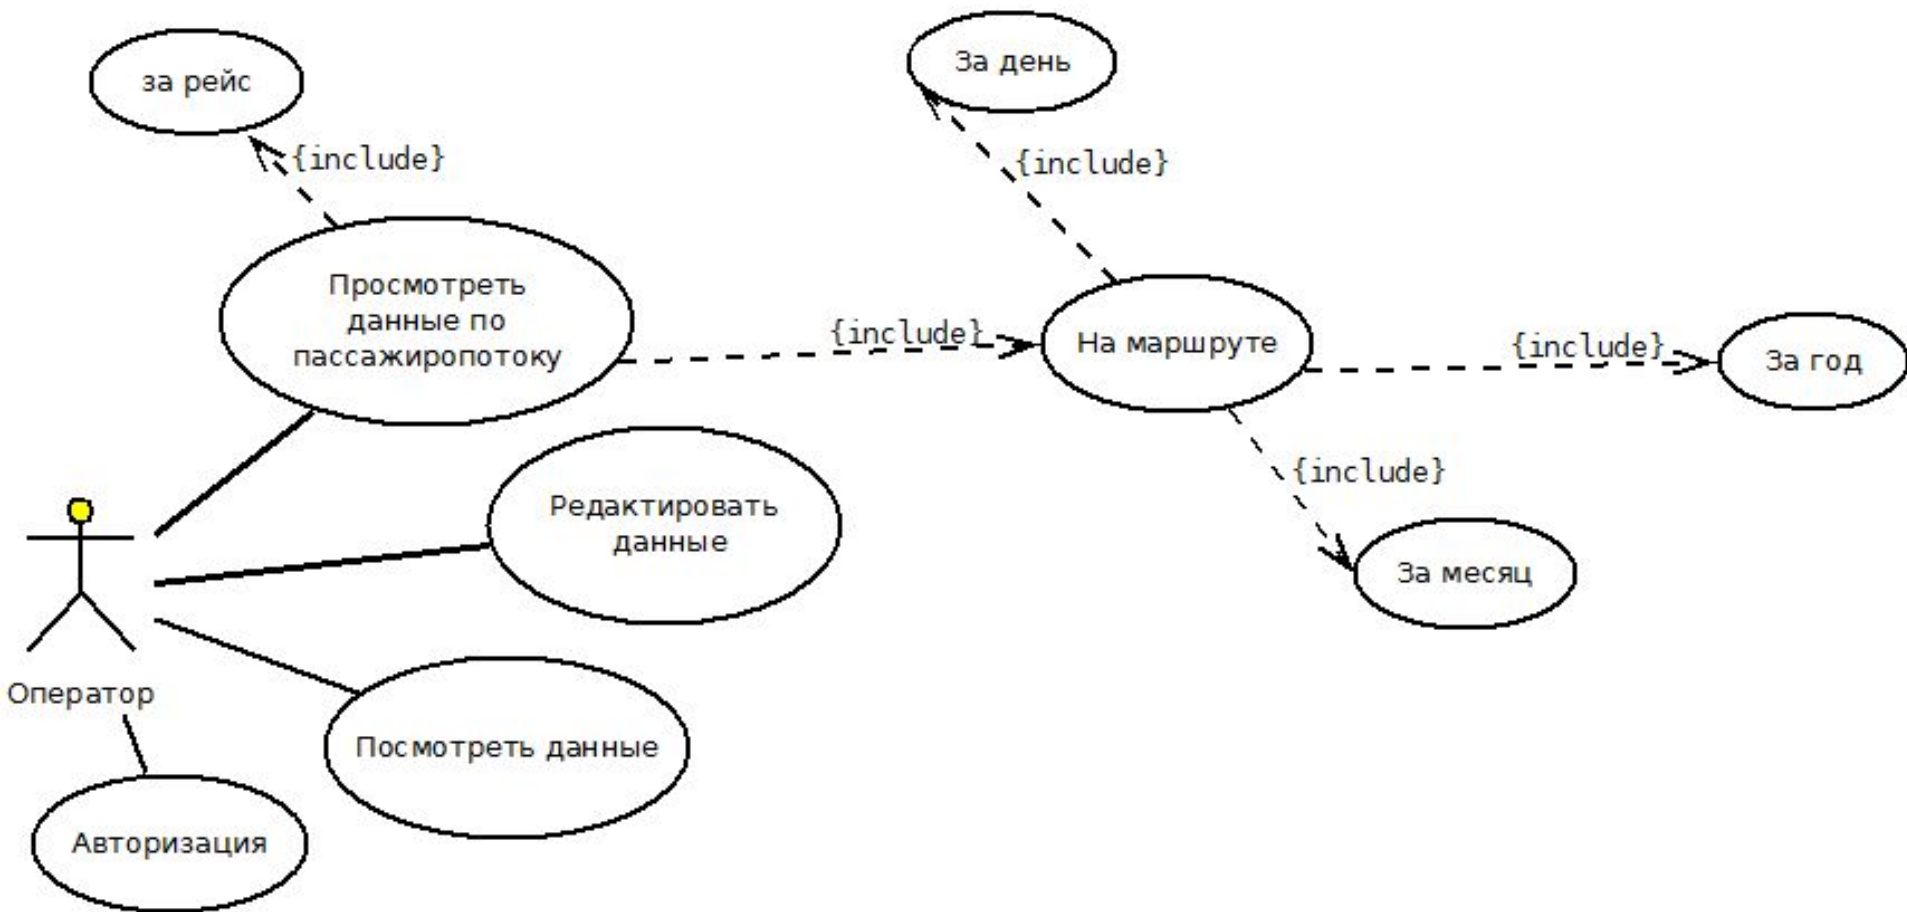 за рейс
За день
{include}
{include}
Просмотреть
данные по
пассажиропотоку
{include}
На маршруте
{include}
За год
{include}
Редактировать
данные
За месяц
Оператор
Посмотреть данные
Авторизация